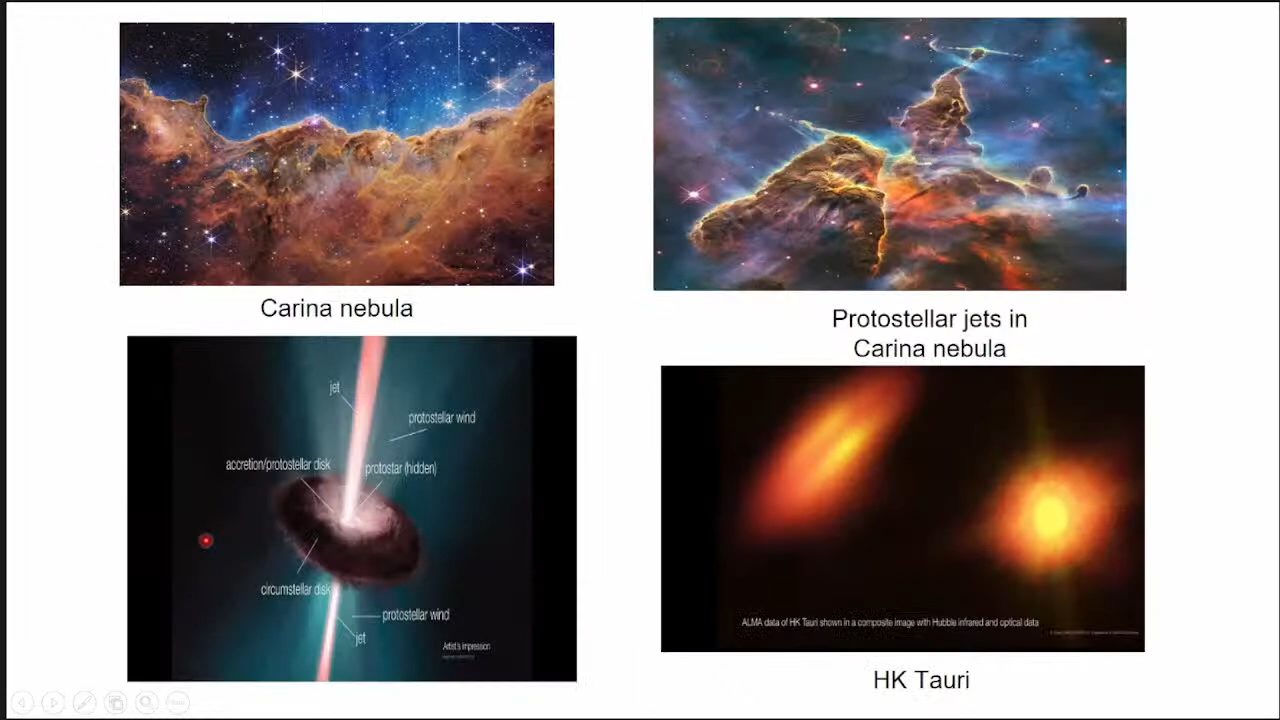 Carina nebula
Protostellar jets in
Carina nebula
jet
protostellar wind
accretion/protostellar disk
protostar (hidden)
circumstellar disk
protostellar wind
jet
Artist's impression
ALMA data of HK Tauri shown in a composite image with Hubble infrared and optical data
HK Tauri